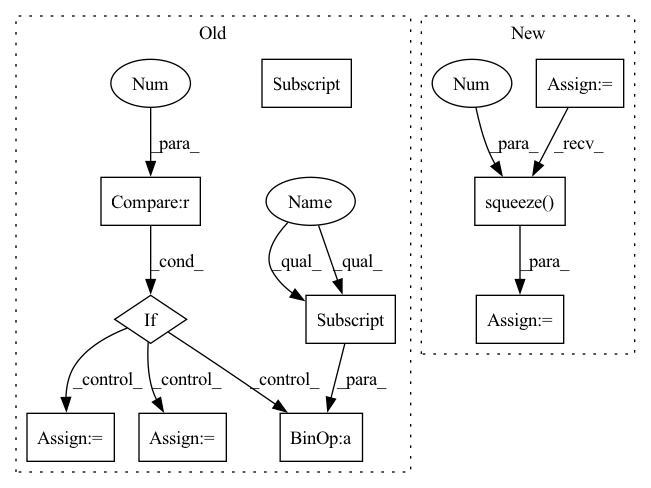 Old
New
Num
Subscript
Num
Assign:=
_para_
_para_
_recv_
Compare:r
Name
squeeze()
_cond_
_qual_
_qual_
_para_
If
Subscript
Assign:=
_control_
_control_
_control_
_para_
Assign:=
Assign:=
BinOp:a